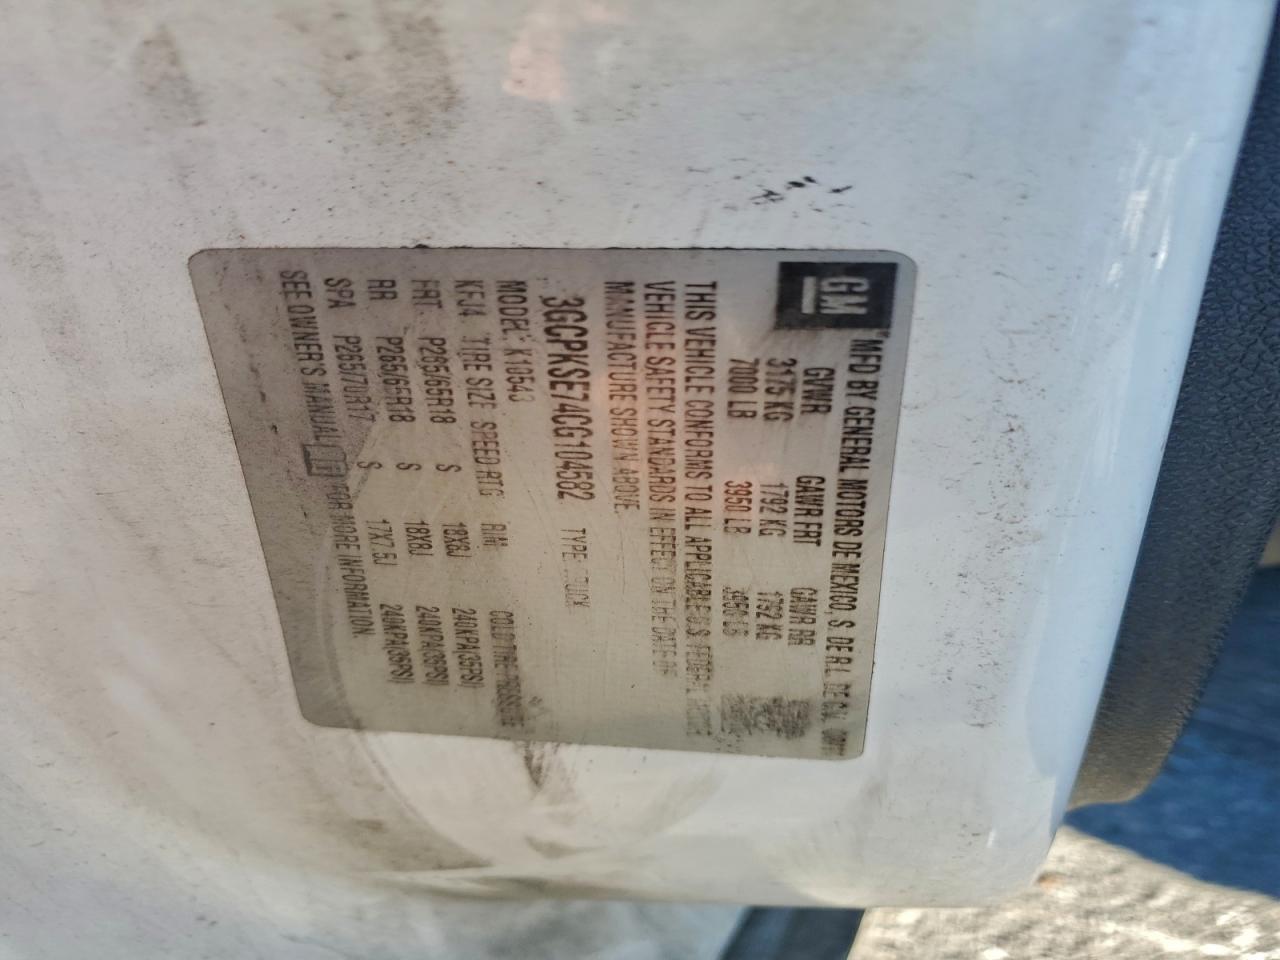 GM
MFD BY GENERAL MOTORS DE MEXICO, S. DE R.L. DE C.V.
GVWR GAWR FRT GAWR RR
3175 KG 1792 KG 1792 KG
7000 LB 3950 LB 3950 LB
THIS VEHICLE CONFORMS TO ALL APPLICABLE U.S. FEDERAL
VEHICLE SAFETY STANDARDS IN EFFECT ON THE DATE OF
MANUFACTURE SHOWN ABOVE.
3GCPKSE74CG104582 TYPE: TUCK
MODEL: K10543
KFJ4 TIRE SIZE SPEED RTG RIM COLD TIRE PRESSURE
FRT P265/65R18 S 18X8J 240KPA(35PSI)
RR P265/65R18 S 18X8J 240KPA(35PSI)
SPA P265/70R17 S 17X7.5J 240KPA(35PSI)
SEE OWNER'S MANUAL FOR MORE INFORMATION.